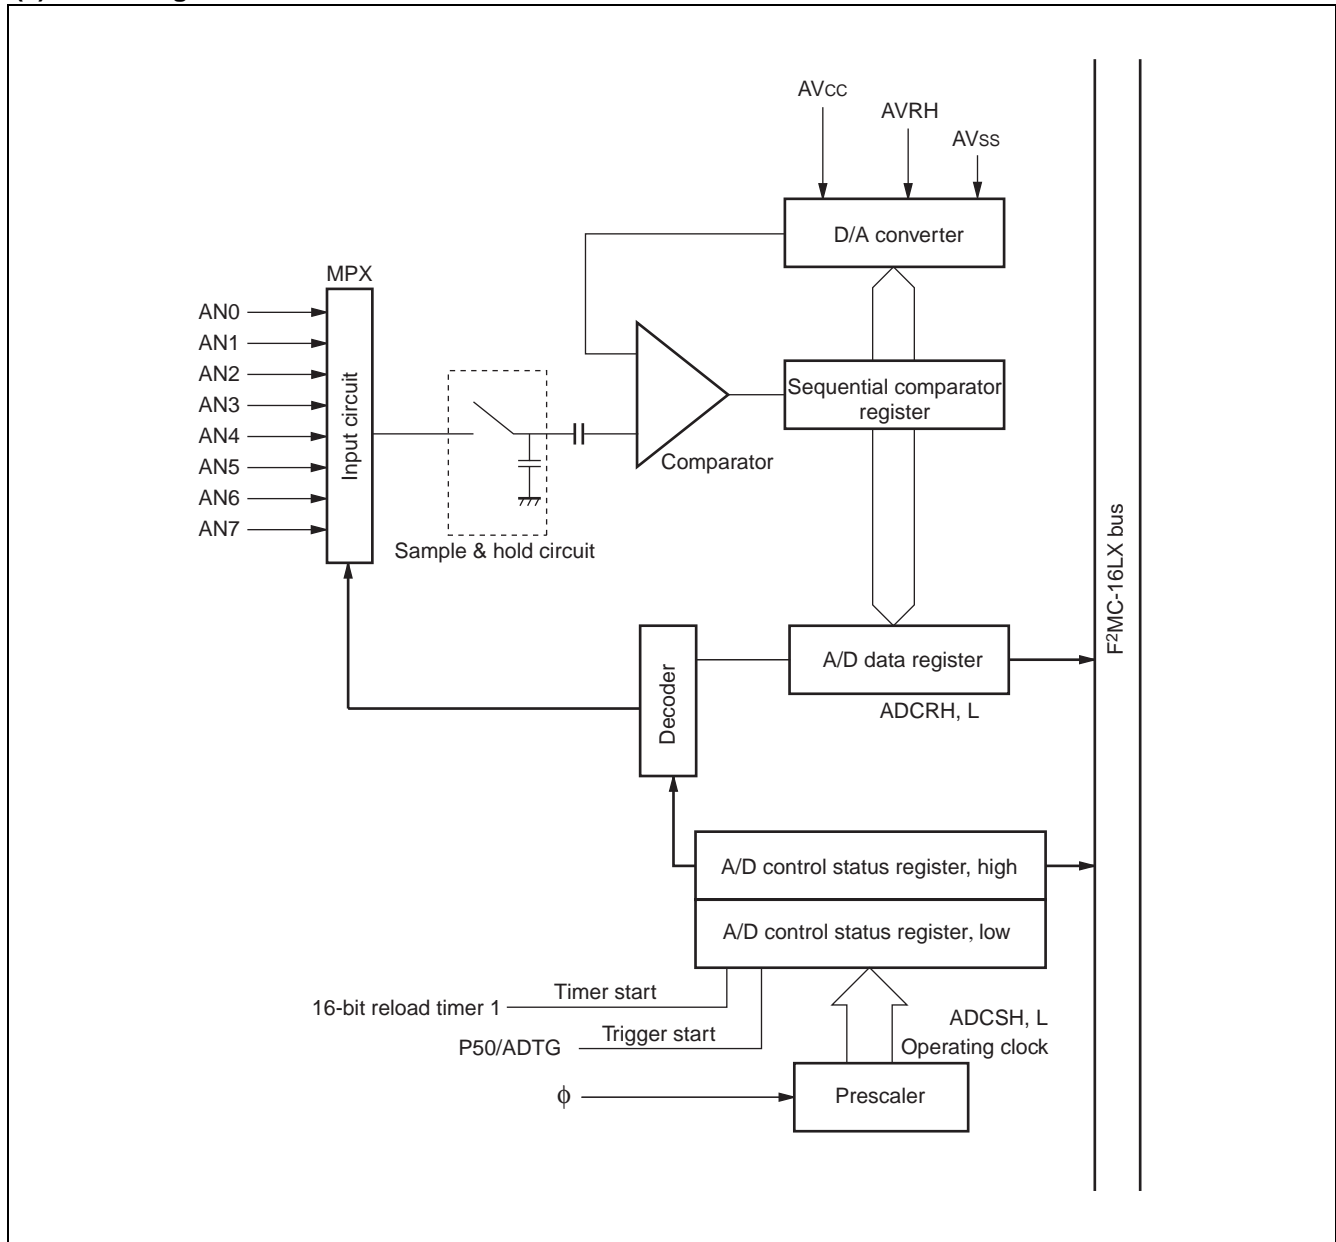 AVCC
AVRH
AVSS
D/A converter
MPX
AN0
AN1
AN2
AN3
AN4
AN5
AN6
AN7
Input circuit
Sample & hold circuit
Comparator
Sequential comparator
register
F²MC-16LX bus
A/D data register
ADCRH, L
Decoder
A/D control status register, high
A/D control status register, low
16-bit reload timer 1
Timer start
P50/ADTG
Trigger start
ADCSH, L
Operating clock
ϕ
Prescaler